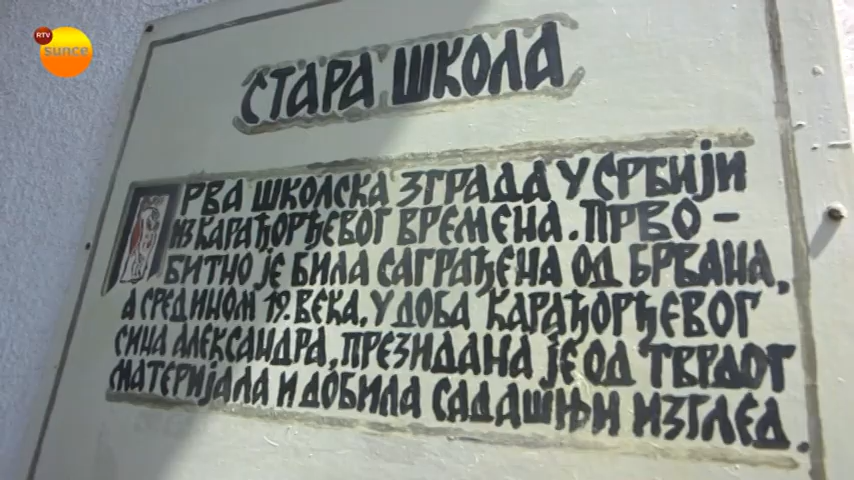 RTV
sunce
СТАРА ШКОЛА
ПРВА ШКОЛСКА ЗГРАДА У СРБИЈИ
ИЗ КАРАЂОРЂЕВОГ ВРЕМЕНА. ПРВО-
БИТНО ЈЕ БИЛА САГРАЂЕНА ОД БРВАНА,
А СРЕДИНОМ 19. ВЕКА, У ДОБА КАРАЂОРЂЕВОГ
СИНА АЛЕКСАНДРА, ПРЕЗИДАНА ЈЕ ОД ТВРДОГ
МАТЕРИЈАЛА И ДОБИЛА САДАШЊИ ИЗГЛЕД.